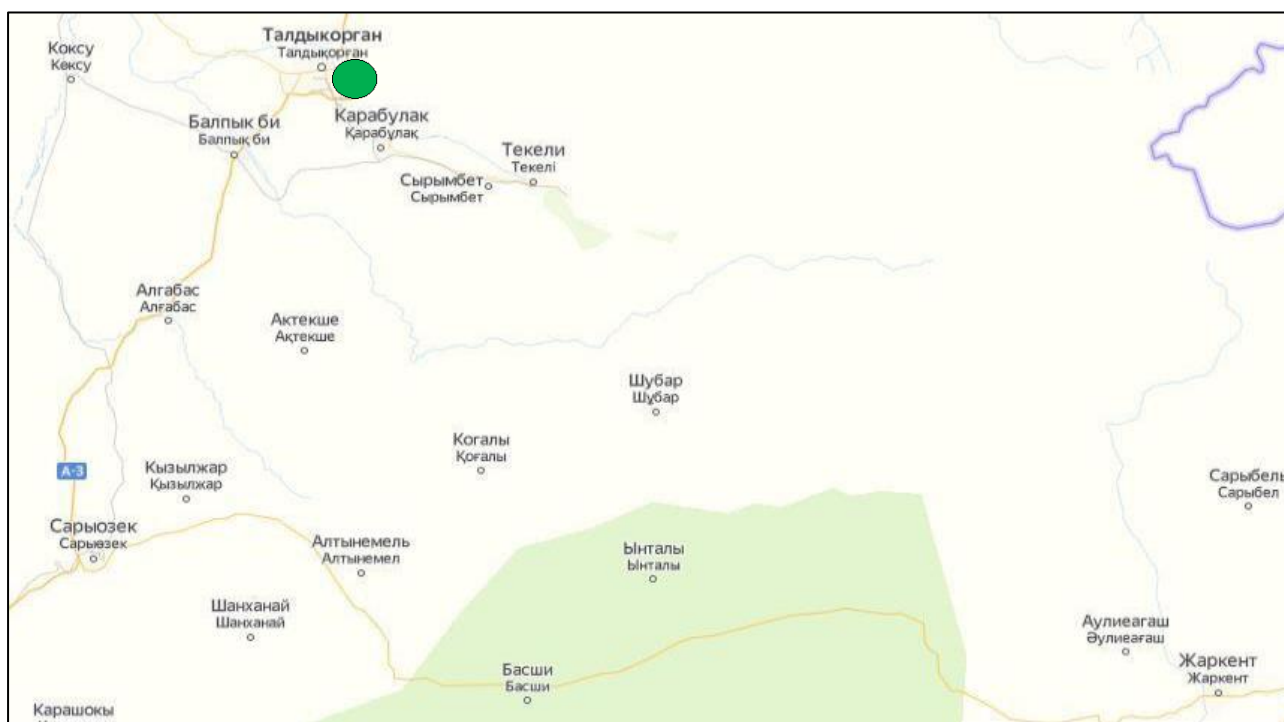 Талдыкорган
Талдықорған
Коксу
Көксу
Карабулак
Қарабұлақ
Балпык би
Балпық би
Текели
Текелі
Сырымбет
Сырымбет
Алгабас
Алғабас
Актекше
Ақтекше
Шубар
Шұбар
Когалы
Қоғалы
А-3
Кызылжар
Қызылжар
Сарыбель
Сарыбел
Сарыозек
Сарыөзек
Алтынемель
Алтынемел
Ынталы
Ынталы
Шанханай
Шанханай
Аулиеагаш
Әулиеағаш
Басши
Басши
Жаркент
Жаркент
Карашокы